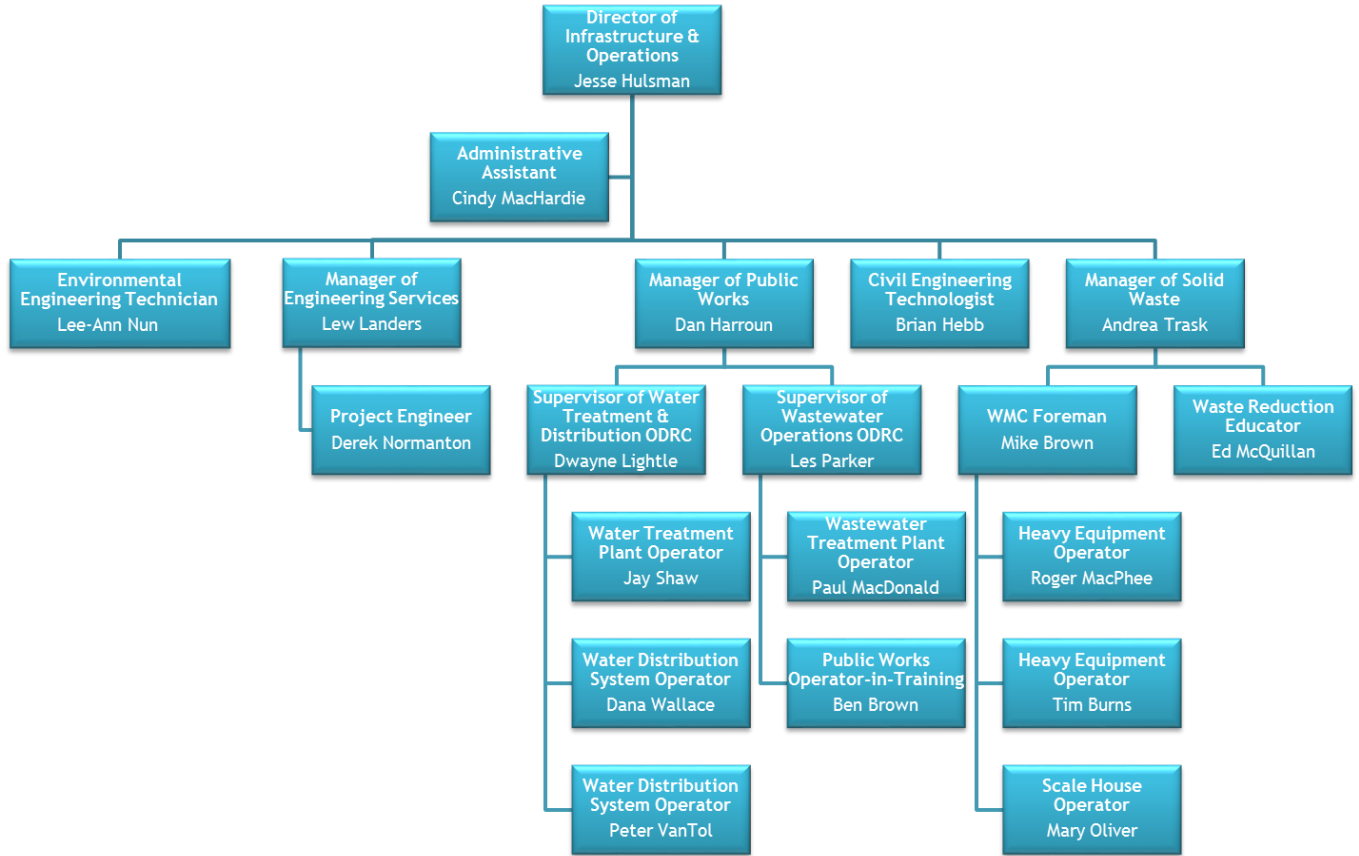 Director of
Infrastructure &
Operations
Jesse Hulsman
Administrative
Assistant
Cindy MacHardie
Environmental
Engineering Technician
Lee-Ann Nun
Manager of
Engineering Services
Lew Landers
Manager of Public
Works
Dan Harroun
Civil Engineering
Technologist
Brian Hebb
Manager of Solid
Waste
Andrea Trask
Project Engineer
Derek Normanton
Supervisor of Water
Treatment &
Distribution ODRC
Dwayne Lightle
Supervisor of
Wastewater
Operations ODRC
Les Parker
WMC Foreman
Mike Brown
Waste Reduction
Educator
Ed McQuillan
Water Treatment
Plant Operator
Jay Shaw
Wastewater
Treatment Plant
Operator
Paul MacDonald
Heavy Equipment
Operator
Roger MacPhee
Water Distribution
System Operator
Dana Wallace
Public Works
Operator-in-Training
Ben Brown
Heavy Equipment
Operator
Tim Burns
Water Distribution
System Operator
Peter VanTol
Scale House
Operator
Mary Oliver